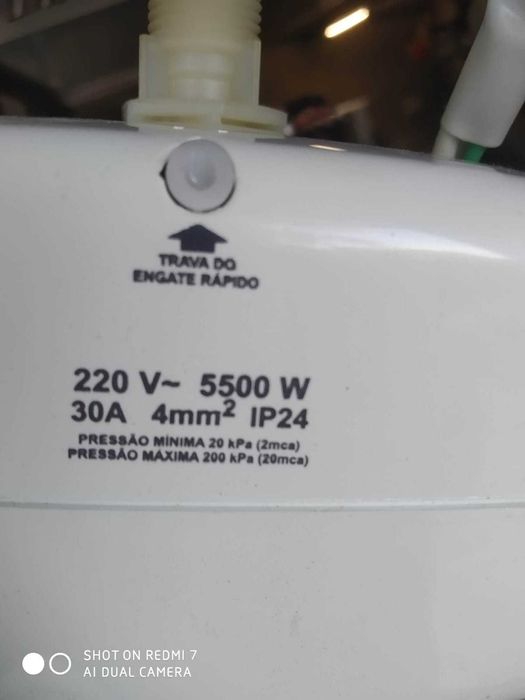 TRAVA DO
ENGATE RÁPIDO
220 V~ 5500 W
30A 4mm² IP24
PRESSÃO MÍNIMA 20 kPa (2mca)
PRESSÃO MÁXIMA 200 kPa (20mca)
SHOT ON REDMI 7
AI DUAL CAMERA